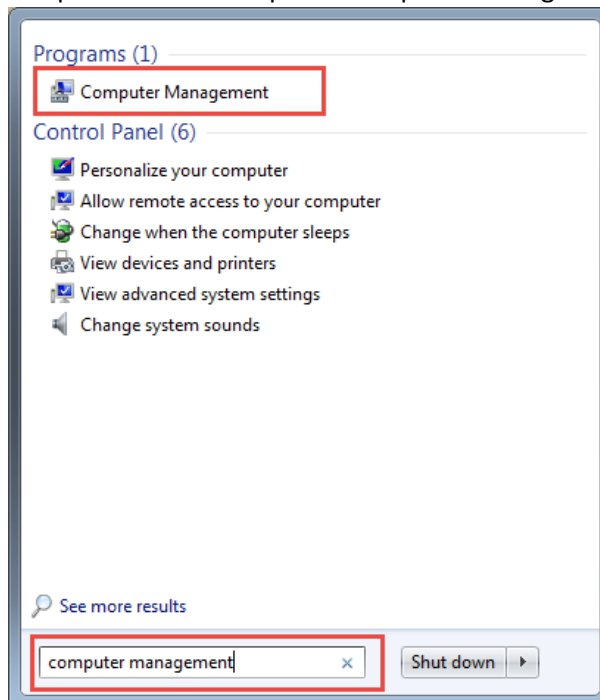 Programs (1)
Computer Management
Control Panel (6)
Personalize your computer
Allow remote access to your computer
Change when the computer sleeps
View devices and printers
View advanced system settings
Change system sounds
See more results
computer management
Shut down